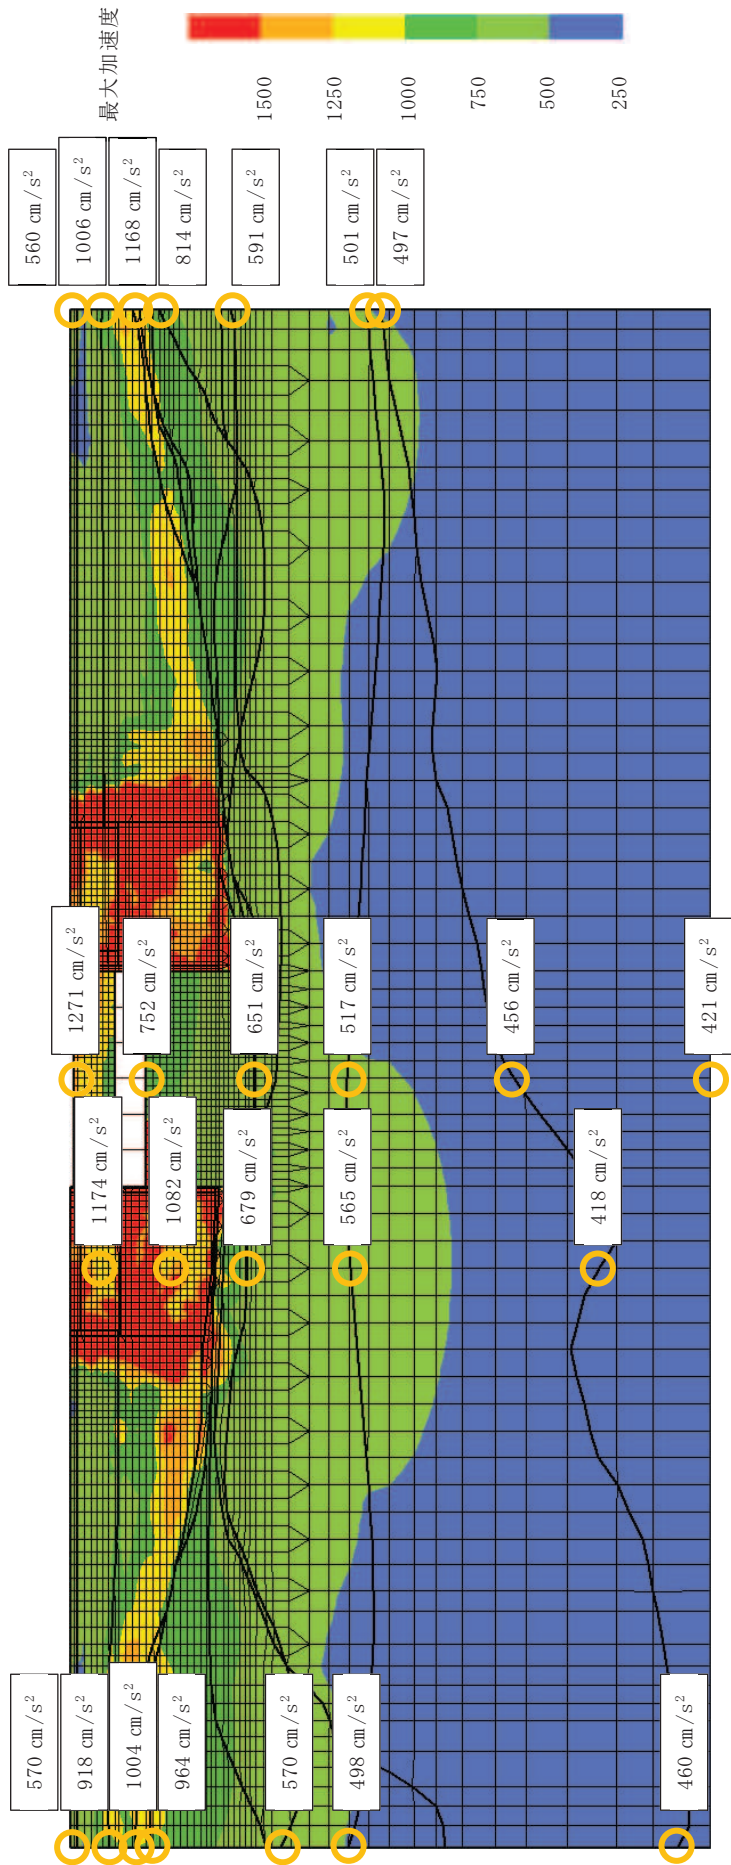 最大加速度
1500
1250
1000
750
500
250
560 cm/s²
1006 cm/s²
1168 cm/s²
814 cm/s²
591 cm/s²
501 cm/s²
497 cm/s²
1271 cm/s²
752 cm/s²
651 cm/s²
517 cm/s²
456 cm/s²
421 cm/s²
1174 cm/s²
1082 cm/s²
679 cm/s²
565 cm/s²
418 cm/s²
570 cm/s²
918 cm/s²
1004 cm/s²
964 cm/s²
570 cm/s²
498 cm/s²
460 cm/s²